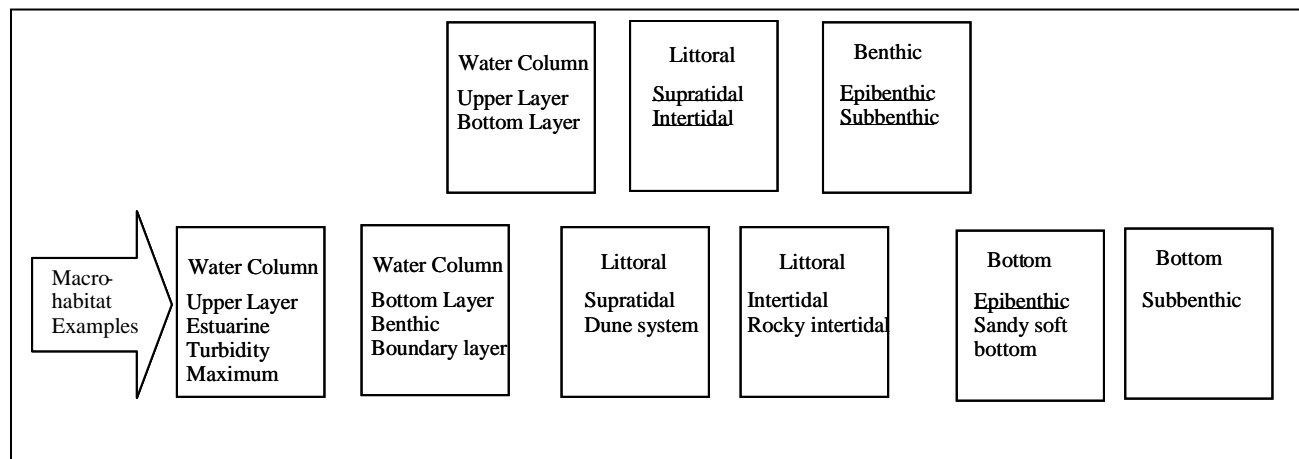 Water Column
Upper Layer
Bottom Layer
Littoral
Supratidal
Intertidal
Benthic
Epibenthic
Subbenthic
Macro-
habitat
Examples
Water Column
Upper Layer
Estuarine
Turbidity
Maximum
Water Column
Bottom Layer
Benthic
Boundary layer
Littoral
Supratidal
Dune system
Littoral
Intertidal
Rocky intertidal
Bottom
Epibenthic
Sandy soft
bottom
Bottom
Subbenthic